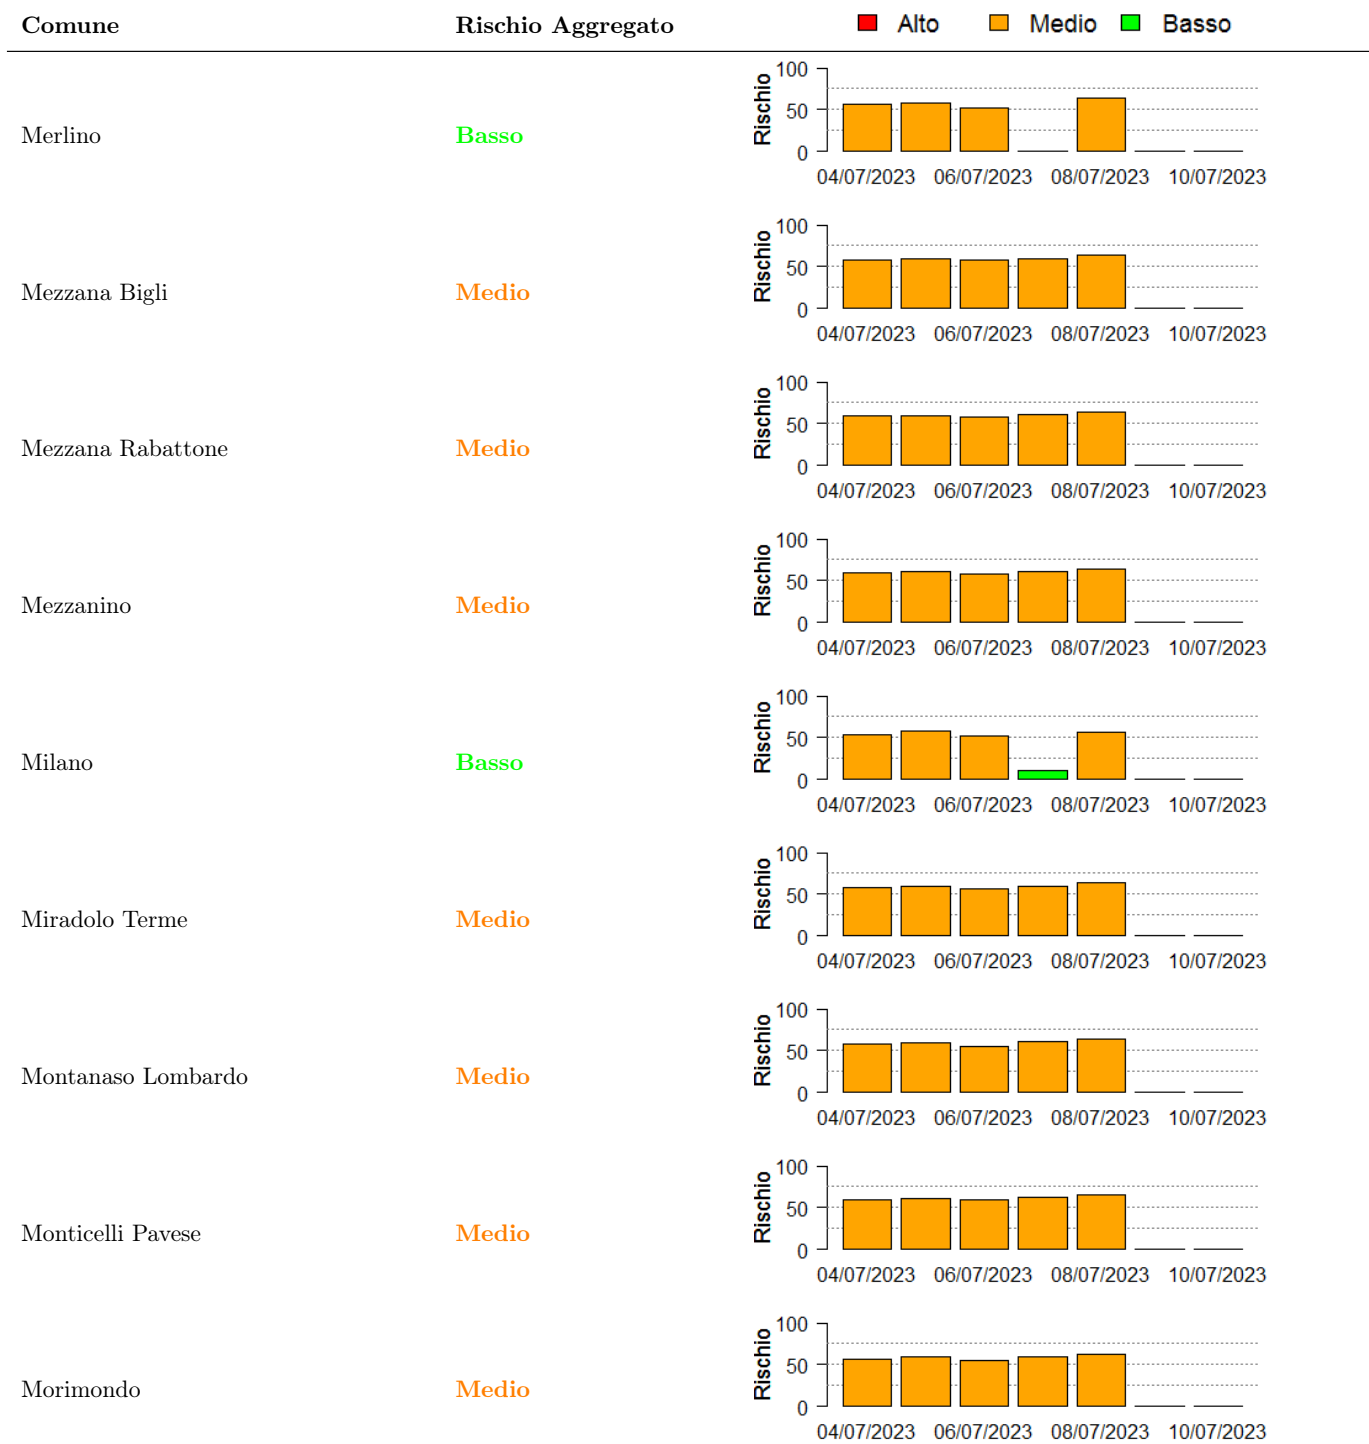 Comune Rischio Aggregato Alto Medio Basso
100
50
0
Rischio
Merlino Basso
04/07/2023 06/07/2023 08/07/2023 10/07/2023
100
50
0
Rischio
Mezzana Bigli Medio
04/07/2023 06/07/2023 08/07/2023 10/07/2023
100
50
0
Rischio
Mezzana Rabattone Medio
04/07/2023 06/07/2023 08/07/2023 10/07/2023
100
50
0
Rischio
Mezzanino Medio
04/07/2023 06/07/2023 08/07/2023 10/07/2023
100
50
0
Rischio
Milano Basso
04/07/2023 06/07/2023 08/07/2023 10/07/2023
100
50
0
Rischio
Miradolo Terme Medio
04/07/2023 06/07/2023 08/07/2023 10/07/2023
100
50
0
Rischio
Montanaso Lombardo Medio
04/07/2023 06/07/2023 08/07/2023 10/07/2023
100
50
0
Rischio
Monticelli Pavese Medio
04/07/2023 06/07/2023 08/07/2023 10/07/2023
100
50
0
Rischio
Morimondo Medio
04/07/2023 06/07/2023 08/07/2023 10/07/2023